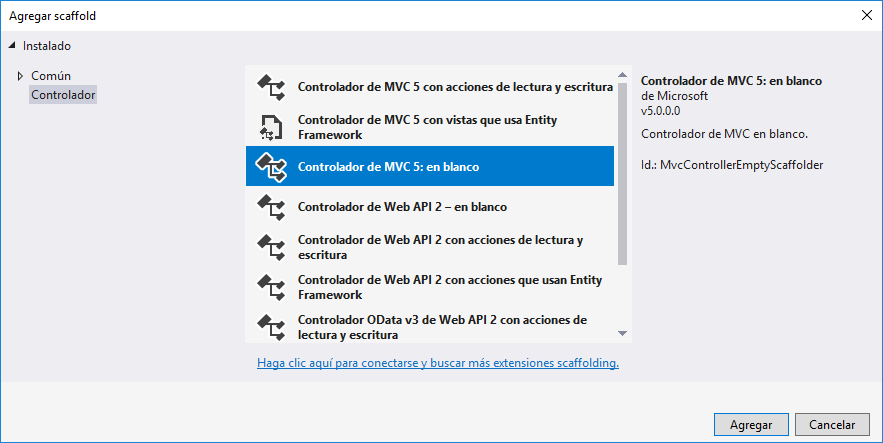 Agregar scaffold
Instalado
Común
Controlador
Controlador de MVC 5 con acciones de lectura y escritura
Controlador de MVC 5 con vistas que usa Entity
Framework
Controlador de MVC 5: en blanco
Controlador de Web API 2 – en blanco
Controlador de Web API 2 con acciones de lectura y
escritura
Controlador de Web API 2 con acciones que usan Entity
Framework
Controlador OData v3 de Web API 2 con acciones de
lectura y escritura
Haga clic aquí para conectarse y buscar más extensiones scaffolding.
Controlador de MVC 5: en blanco
de Microsoft
v5.0.0.0
Controlador de MVC en blanco.
Id.: MvcControllerEmptyScaffolder
Agregar
Cancelar